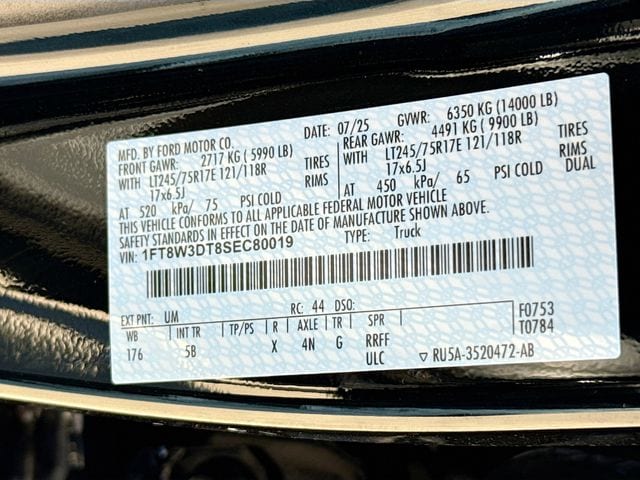 MFD. BY FORD MOTOR CO. DATE: 07/25 GVWR: 6350 KG (14000 LB)
FRONT GAWR: 2717 KG (5990 LB) REAR GAWR: 4491 KG (9900 LB)
WITH LT245/75R17E 121/118R TIRES WITH LT245/75R17E 121/118R TIRES
17x6.5J RIMS 17x6.5J RIMS
AT 520 kPa/ 75 PSI COLD AT 450 kPa/ 65 PSI COLD DUAL
THIS VEHICLE CONFORMS TO ALL APPLICABLE FEDERAL MOTOR VEHICLE
SAFETY STANDARDS IN EFFECT ON THE DATE OF MANUFACTURE SHOWN ABOVE.
VIN: 1FT8W3DT8SEC80019 TYPE: Truck
EXT PNT: UM RC: 44 DSO: F0753
WB INT TR TP/PS R AXLE TR SPR T0784
176 5B X 4N G RRFF
ULC ▽ RU5A-3520472-AB